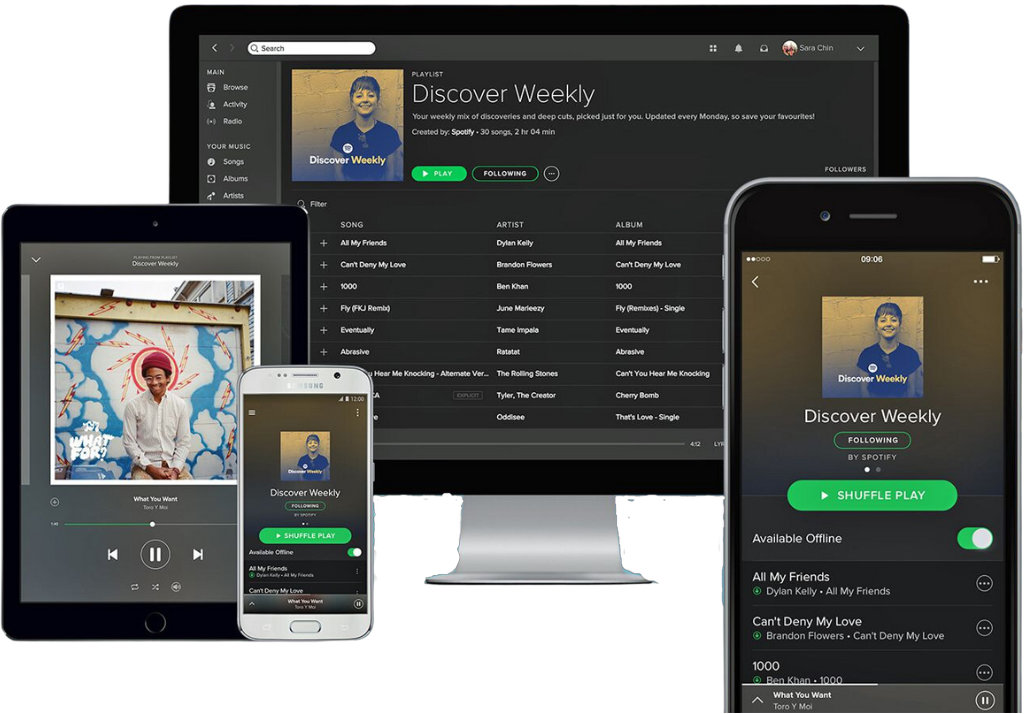 Search
Sara Chin
MAIN
Browse
Activity
Radio
YOUR MUSIC
Songs
Albums
Artists
Discover Weekly
PLAYLIST
Discover Weekly
Your weekly mix of discoveries and deep cuts, picked just for you. Updated every Monday, so save your favourites!
Created by: Spotify • 30 songs, 2 hr 04 min
PLAY
FOLLOWING
FOLLOWERS
Filter
SONG ARTIST ALBUM
All My Friends Dylan Kelly All My Friends
Can't Deny My Love Brandon Flowers Can't Deny My Love
1000 Ben Khan 1000
Fly (FKJ Remix) June Marieezy Fly (Remixes) - Single
Eventually Tame Impala Eventually
Abrasive Ratatat Abrasive
You Hear Me Knocking - Alternate Ver... The Rolling Stones Can't You Hear Me Knocking
CA EXPLICIT Tyler, The Creator Cherry Bomb
Oddisee That's Love - Single
4:12 LYR
PLAYING FROM PLAYLIST
Discover Weekly
WHAT
FOR?
What You Want
Toro Y Moi
1:49
SAMSUNG
12:00
Discover Weekly
Discover Weekly
FOLLOWING
BY SPOTIFY
SHUFFLE PLAY
Available Offline
All My Friends
Dylan Kelly • All My Friends
Can't Deny My Love
What You Want
Toro Y Moi
09:06
Discover Weekly
Discover Weekly
FOLLOWING
BY SPOTIFY
SHUFFLE PLAY
Available Offline
All My Friends
Dylan Kelly • All My Friends
Can't Deny My Love
Brandon Flowers • Can't Deny My Love
1000
Ben Khan • 1000
What You Want
Toro Y Moi